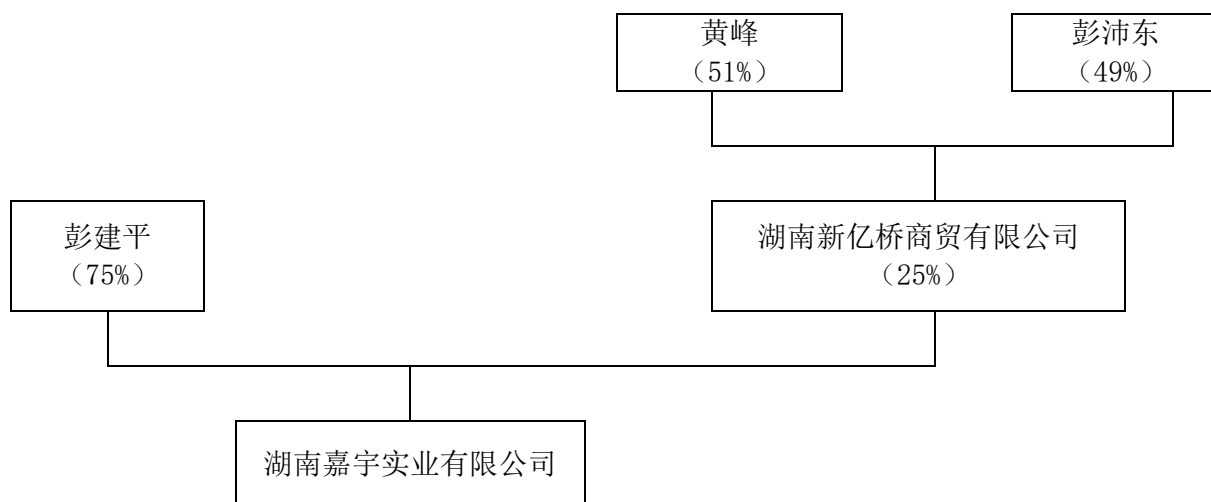 黄峰
（51%）
彭沛东
（49%）
彭建平
（75%）
湖南新亿桥商贸有限公司
（25%）
湖南嘉宇实业有限公司